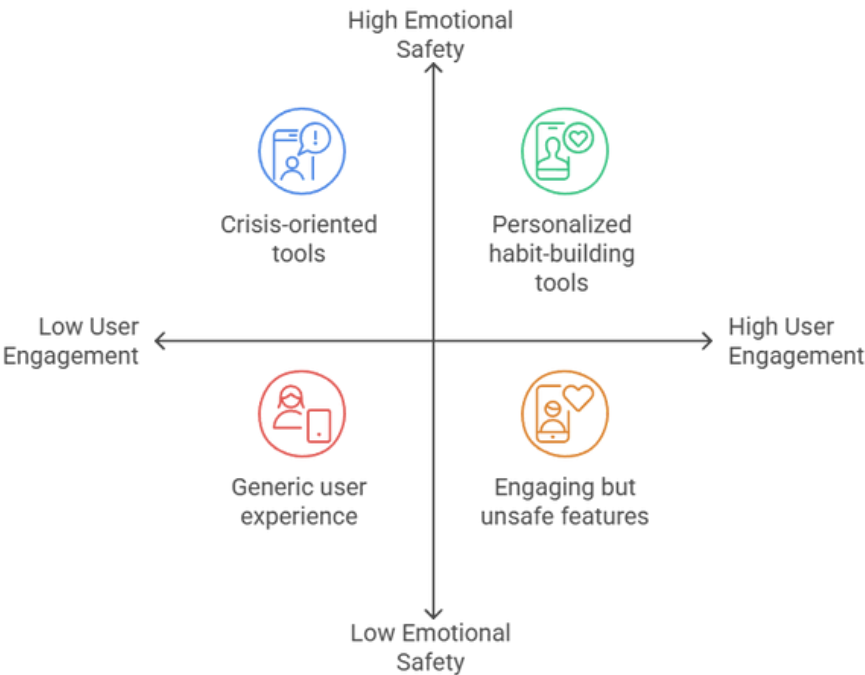 High Emotional
Safety
Crisis-oriented
tools
Personalized
habit-building
tools
Low User
Engagement
High User
Engagement
Generic user
experience
Engaging but
unsafe features
Low Emotional
Safety